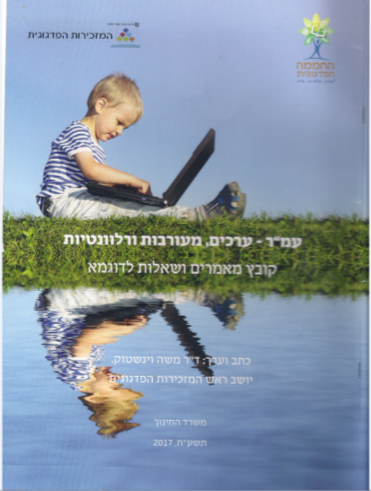 המזכירות הפדגוגית
החממה
הפדגוגית
עמ"ר - ערכים, מעורבות ורלוונטיות
קובץ מאמרים ושאלות לדוגמא
כתב וערך: ד"ר משה וינשטוק,
יושב ראש המזכירות הפדגוגית
משרד החינוך
תשע"ח, 2017